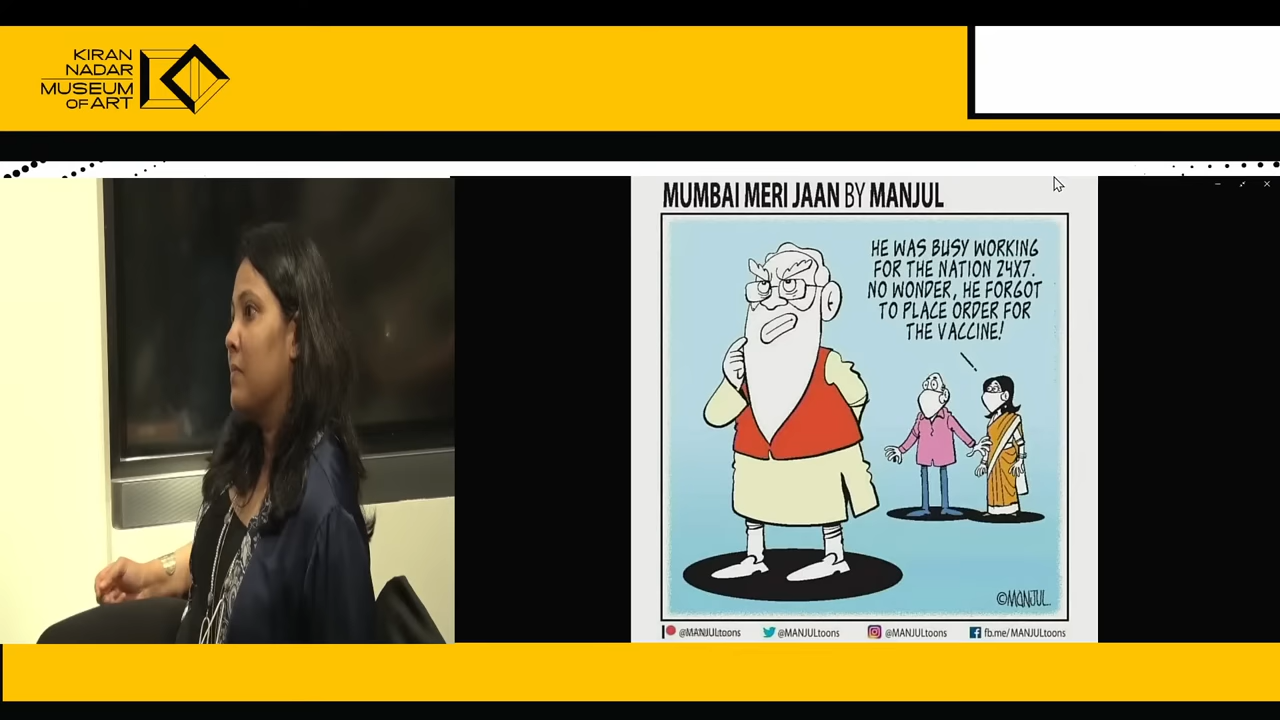 KIRAN
NADAR
MUSEUM
OF ART
MUMBAI MERI JAAN BY MANJUL
HE WAS BUSY WORKING
FOR THE NATION 24X7.
NO WONDER, HE FORGOT
TO PLACE ORDER FOR
THE VACCINE!
©MANJUL.
@MANJULtoons @MANJULtoons @MANJULtoons fb.me/MANJULtoons